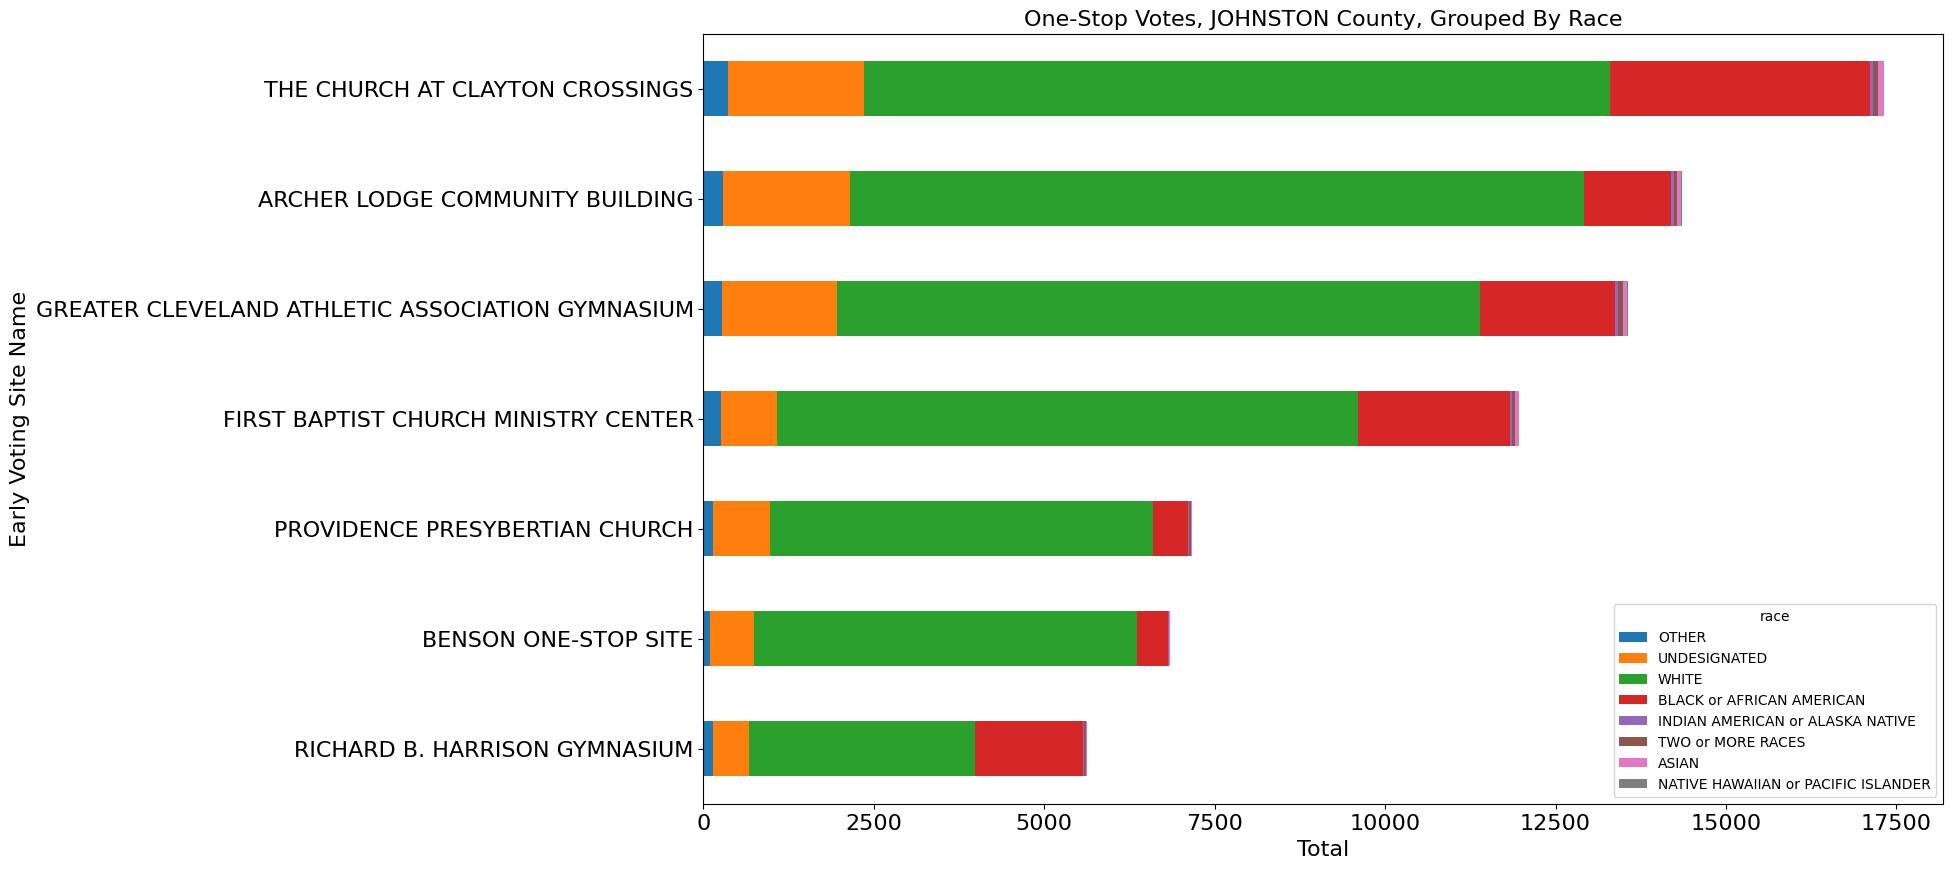 One-Stop Votes, JOHNSTON County, Grouped By Race
Early Voting Site Name
THE CHURCH AT CLAYTON CROSSINGS
ARCHER LODGE COMMUNITY BUILDING
GREATER CLEVELAND ATHLETIC ASSOCIATION GYMNASIUM
FIRST BAPTIST CHURCH MINISTRY CENTER
PROVIDENCE PRESYBERTIAN CHURCH
BENSON ONE-STOP SITE
RICHARD B. HARRISON GYMNASIUM
race
OTHER
UNDESIGNATED
WHITE
BLACK or AFRICAN AMERICAN
INDIAN AMERICAN or ALASKA NATIVE
TWO or MORE RACES
ASIAN
NATIVE HAWAIIAN or PACIFIC ISLANDER
0 2500 5000 7500 10000 12500 15000 17500
Total